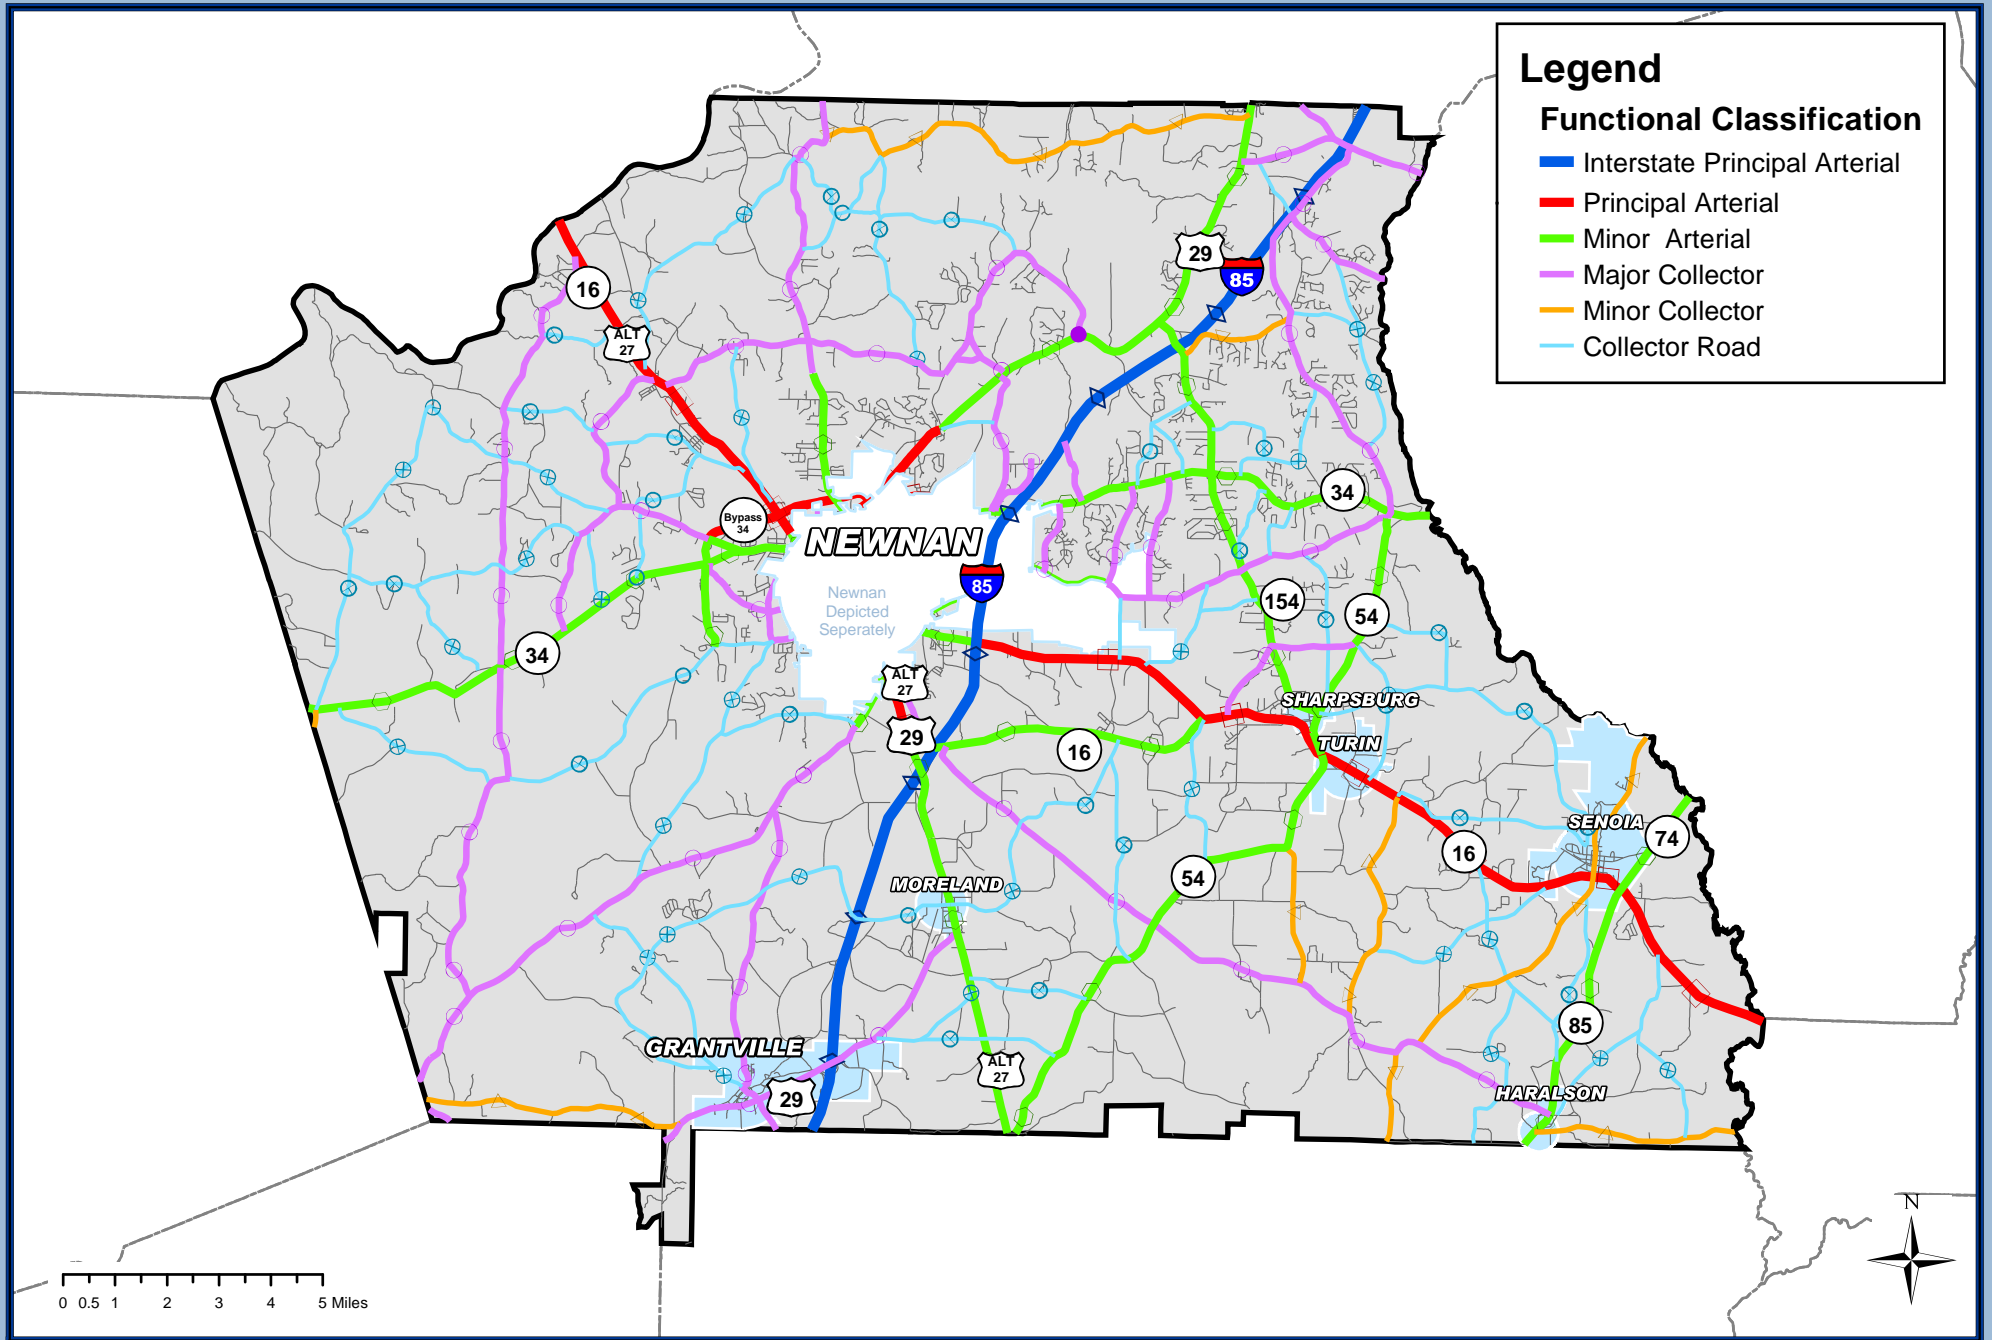 Legend
Functional Classification
Interstate Principal Arterial
Principal Arterial
Minor Arterial
Major Collector
Minor Collector
Collector Road
29
85
16
ALT
27
34
Bypass
34
NEWNAN
85
Newnan
Depicted
Seperately
154
54
34
ALT
27
SHARPSBURG
29
16
TURIN
SENOIA
74
16
54
MORELAND
85
GRANTVILLE
ALT
27
29
HARALSON
N
0 0.5 1 2 3 4 5 Miles